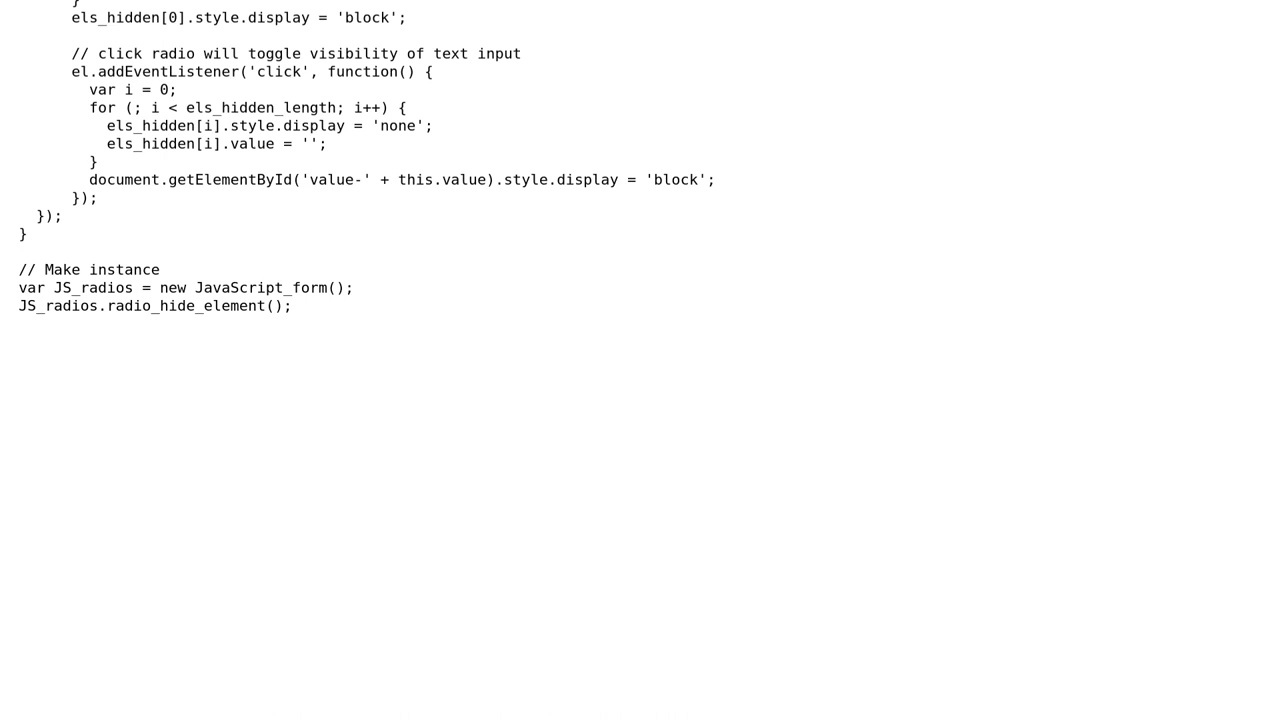 }
els_hidden[0].style.display = 'block';
// click radio will toggle visibility of text input
el.addEventListener('click', function() {
var i = 0;
for (; i < els_hidden_length; i++) {
els_hidden[i].style.display = 'none';
els_hidden[i].value = '';
}
document.getElementById('value-' + this.value).style.display = 'block';
});
});
}
// Make instance
var JS_radios = new JavaScript_form();
JS_radios.radio_hide_element();